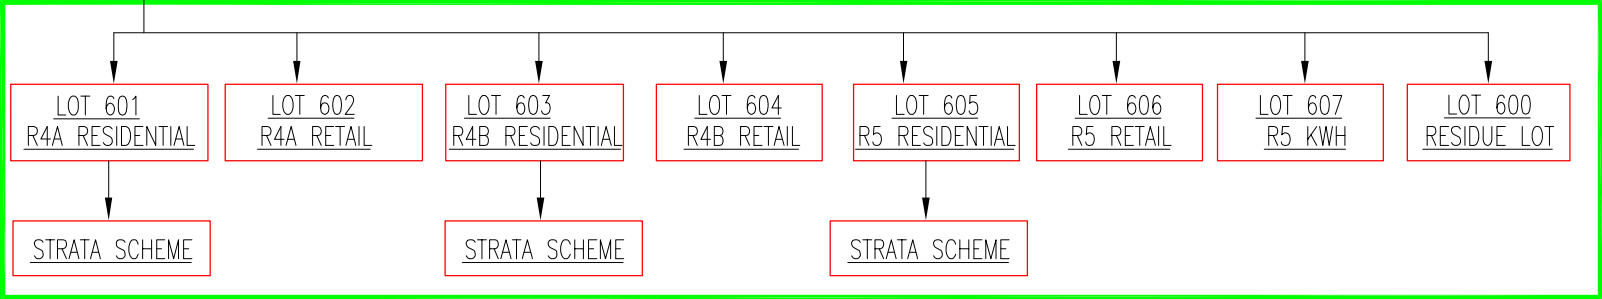 LOT 601
R4A RESIDENTIAL
LOT 602
R4A RETAIL
LOT 603
R4B RESIDENTIAL
LOT 604
R4B RETAIL
LOT 605
R5 RESIDENTIAL
LOT 606
R5 RETAIL
LOT 607
R5 KWH
LOT 600
RESIDUE LOT
STRATA SCHEME
STRATA SCHEME
STRATA SCHEME